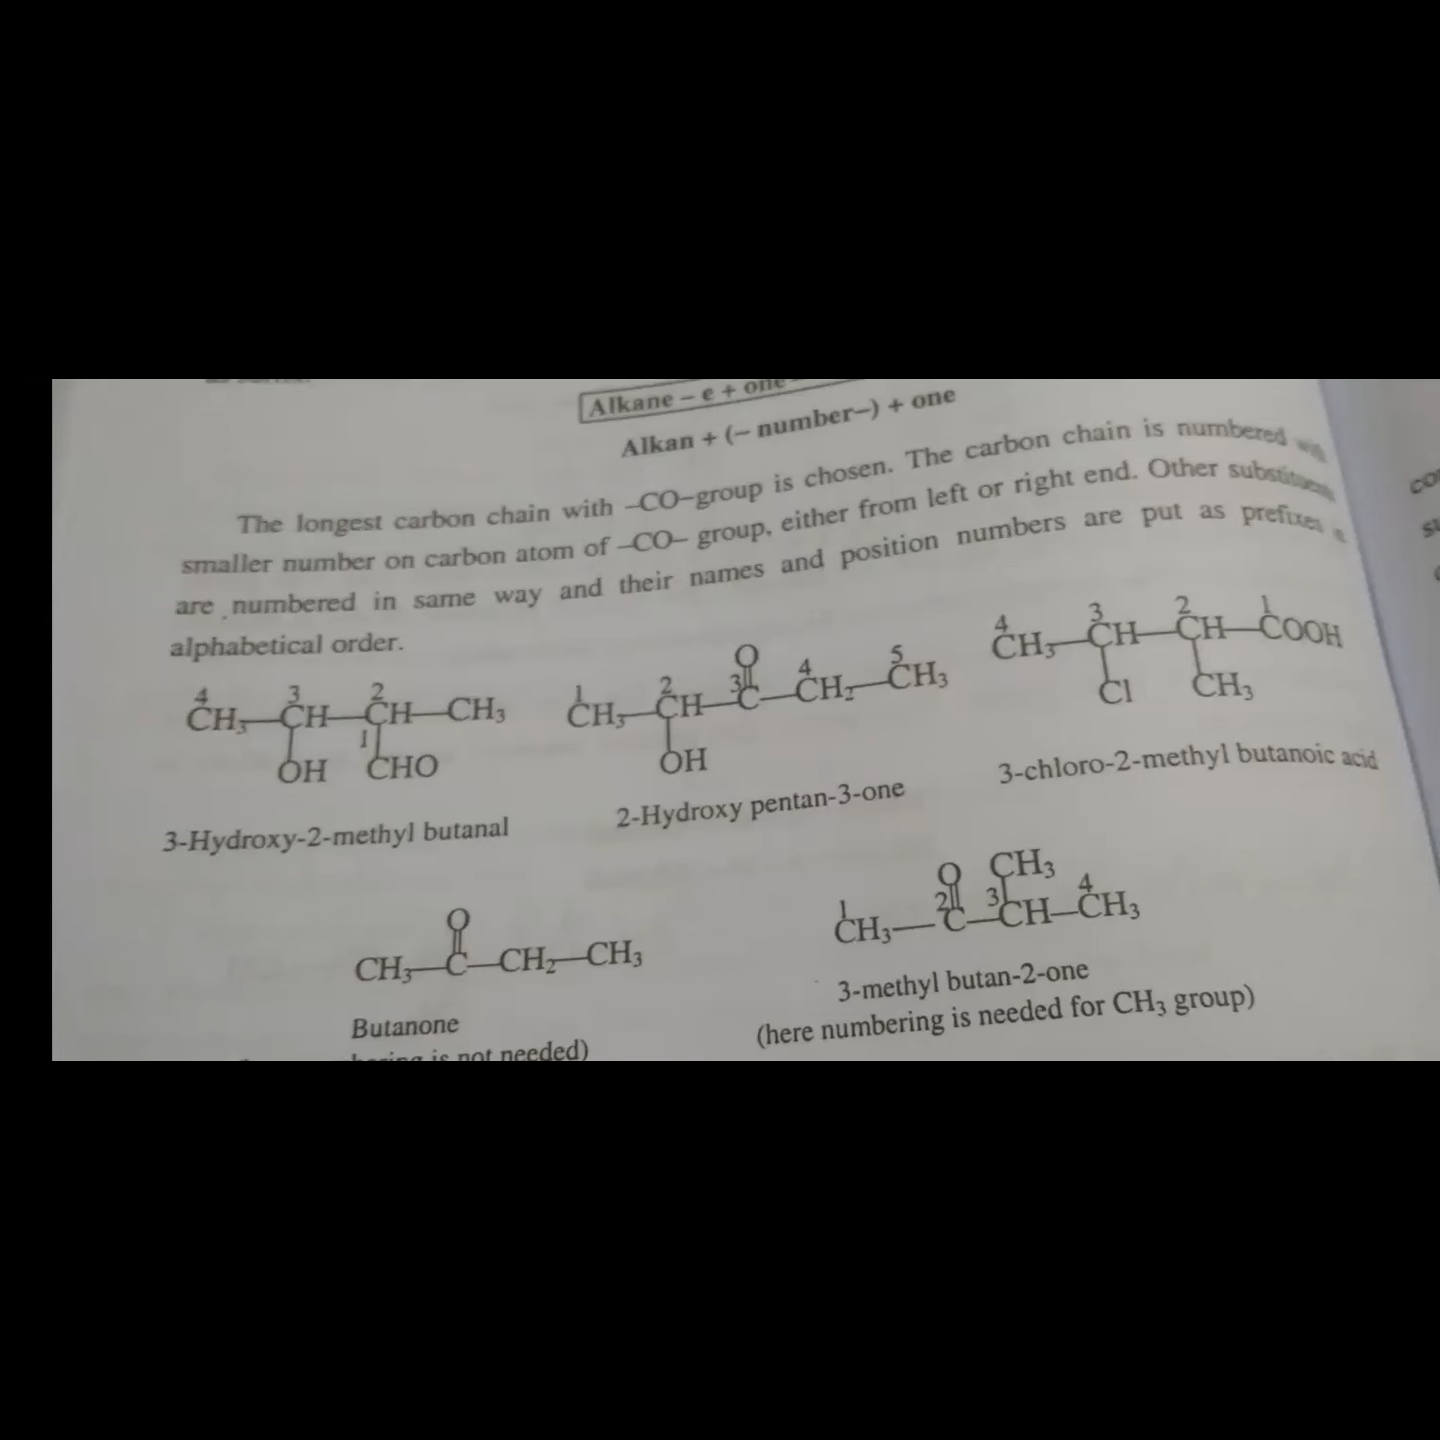 Alkane – e + one
Alkan + (– number–) + one
The longest carbon chain with –CO–group is chosen. The carbon chain is numbered
smaller number on carbon atom of –CO– group, either from left or right end. Other substituents
are numbered in same way and their names and position numbers are put as prefixes
alphabetical order.
4 3 2
CH₃—CH—CH—CH₃
1
OH CHO
3-Hydroxy-2-methyl butanal
O
1 2 3 4 5
CH₃—CH—C—CH₂—CH₃
OH
2-Hydroxy pentan-3-one
4 3 2 1
CH₃—CH—CH—COOH
Cl CH₃
3-chloro-2-methyl butanoic acid
O
CH₃—C—CH₂—CH₃
Butanone
is not needed)
O CH₃
1 2 3 4
CH₃—C—CH—CH₃
3-methyl butan-2-one
(here numbering is needed for CH₃ group)